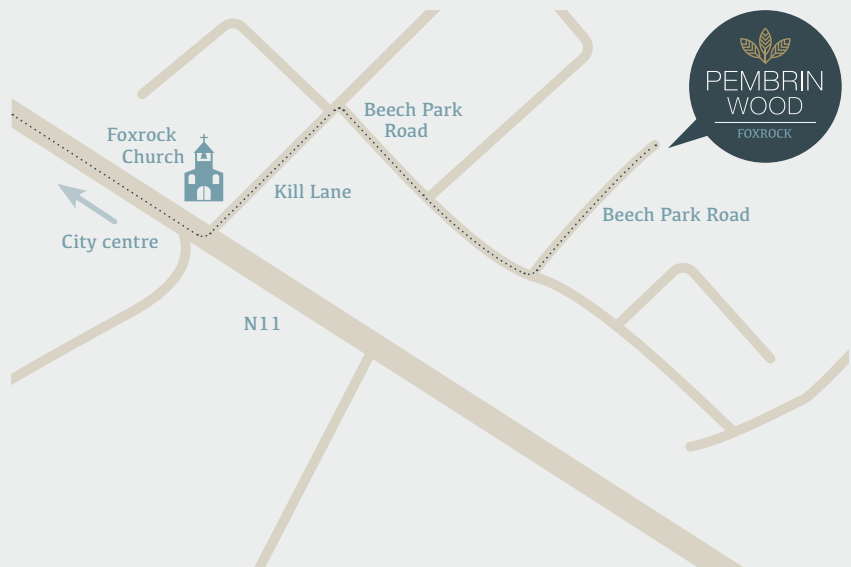 PEMBRIN
WOOD
FOXROCK
Beech Park
Road
Foxrock
Church
Kill Lane
Beech Park Road
City centre
N11